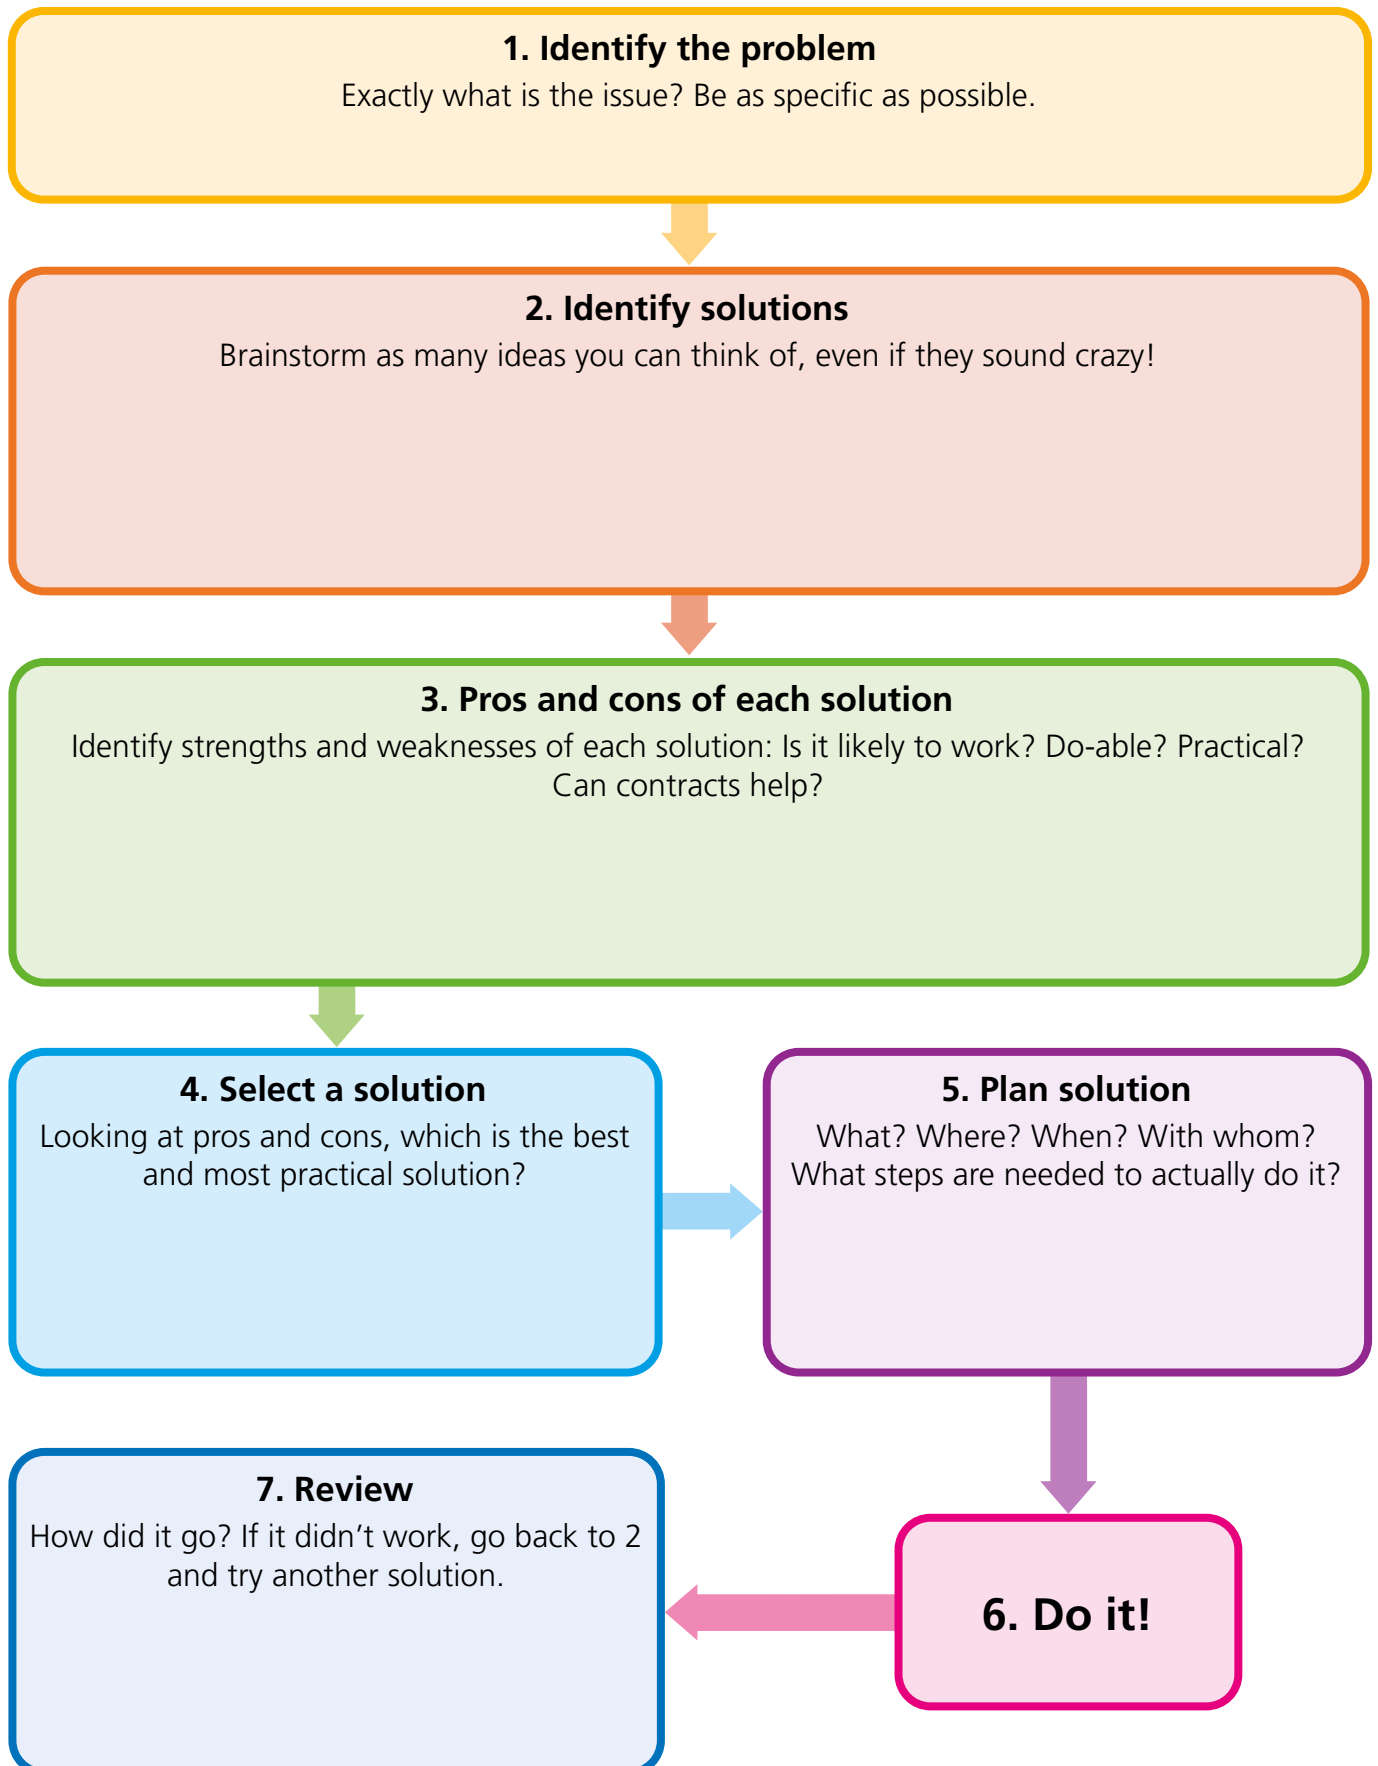 1. Identify the problem
Exactly what is the issue? Be as specific as possible.
2. Identify solutions
Brainstorm as many ideas you can think of, even if they sound crazy!
3. Pros and cons of each solution
Identify strengths and weaknesses of each solution: Is it likely to work? Do-able? Practical?
Can contracts help?
4. Select a solution
Looking at pros and cons, which is the best
and most practical solution?
5. Plan solution
What? Where? When? With whom?
What steps are needed to actually do it?
6. Do it!
7. Review
How did it go? If it didn’t work, go back to 2
and try another solution.